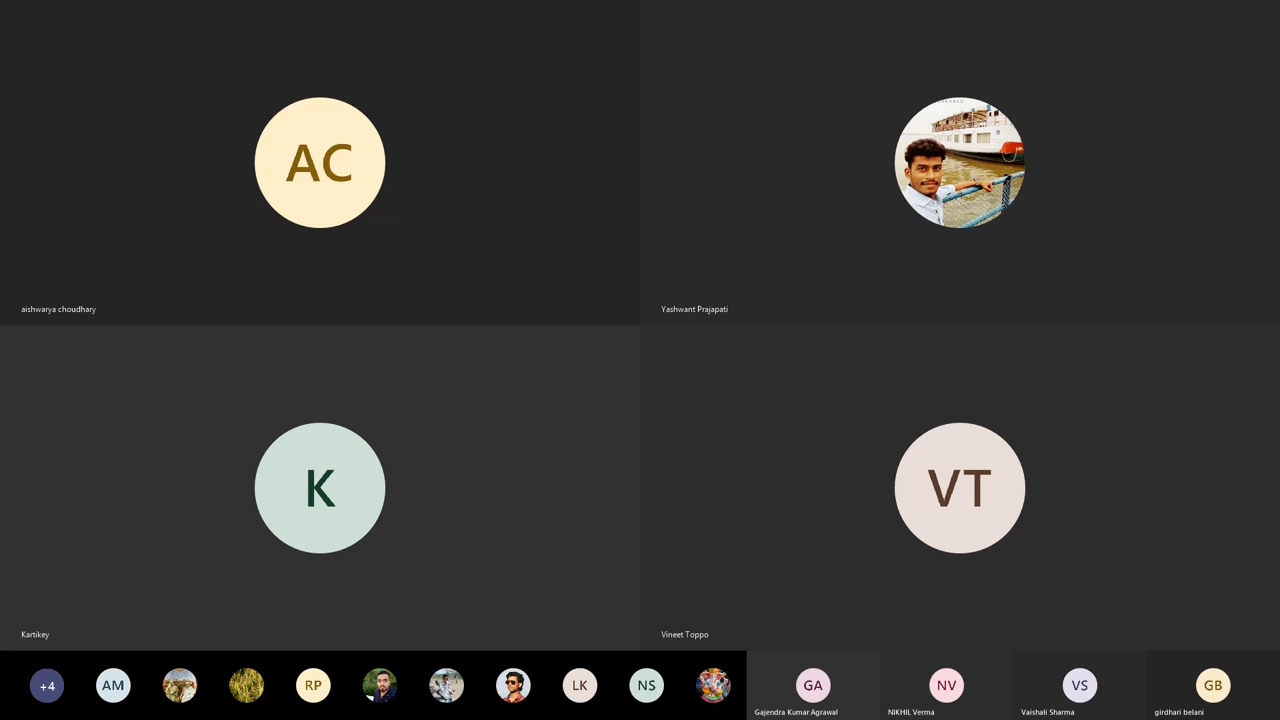 AC
aishwarya choudhary
Yashwant Prajapati
K
Kartikey
VT
Vineet Toppo
+4
AM
RP
LK
NS
GA
Gajendra Kumar Agrawal
NV
NIKHIL Verma
VS
Vaishali Sharma
GB
girdhari belani